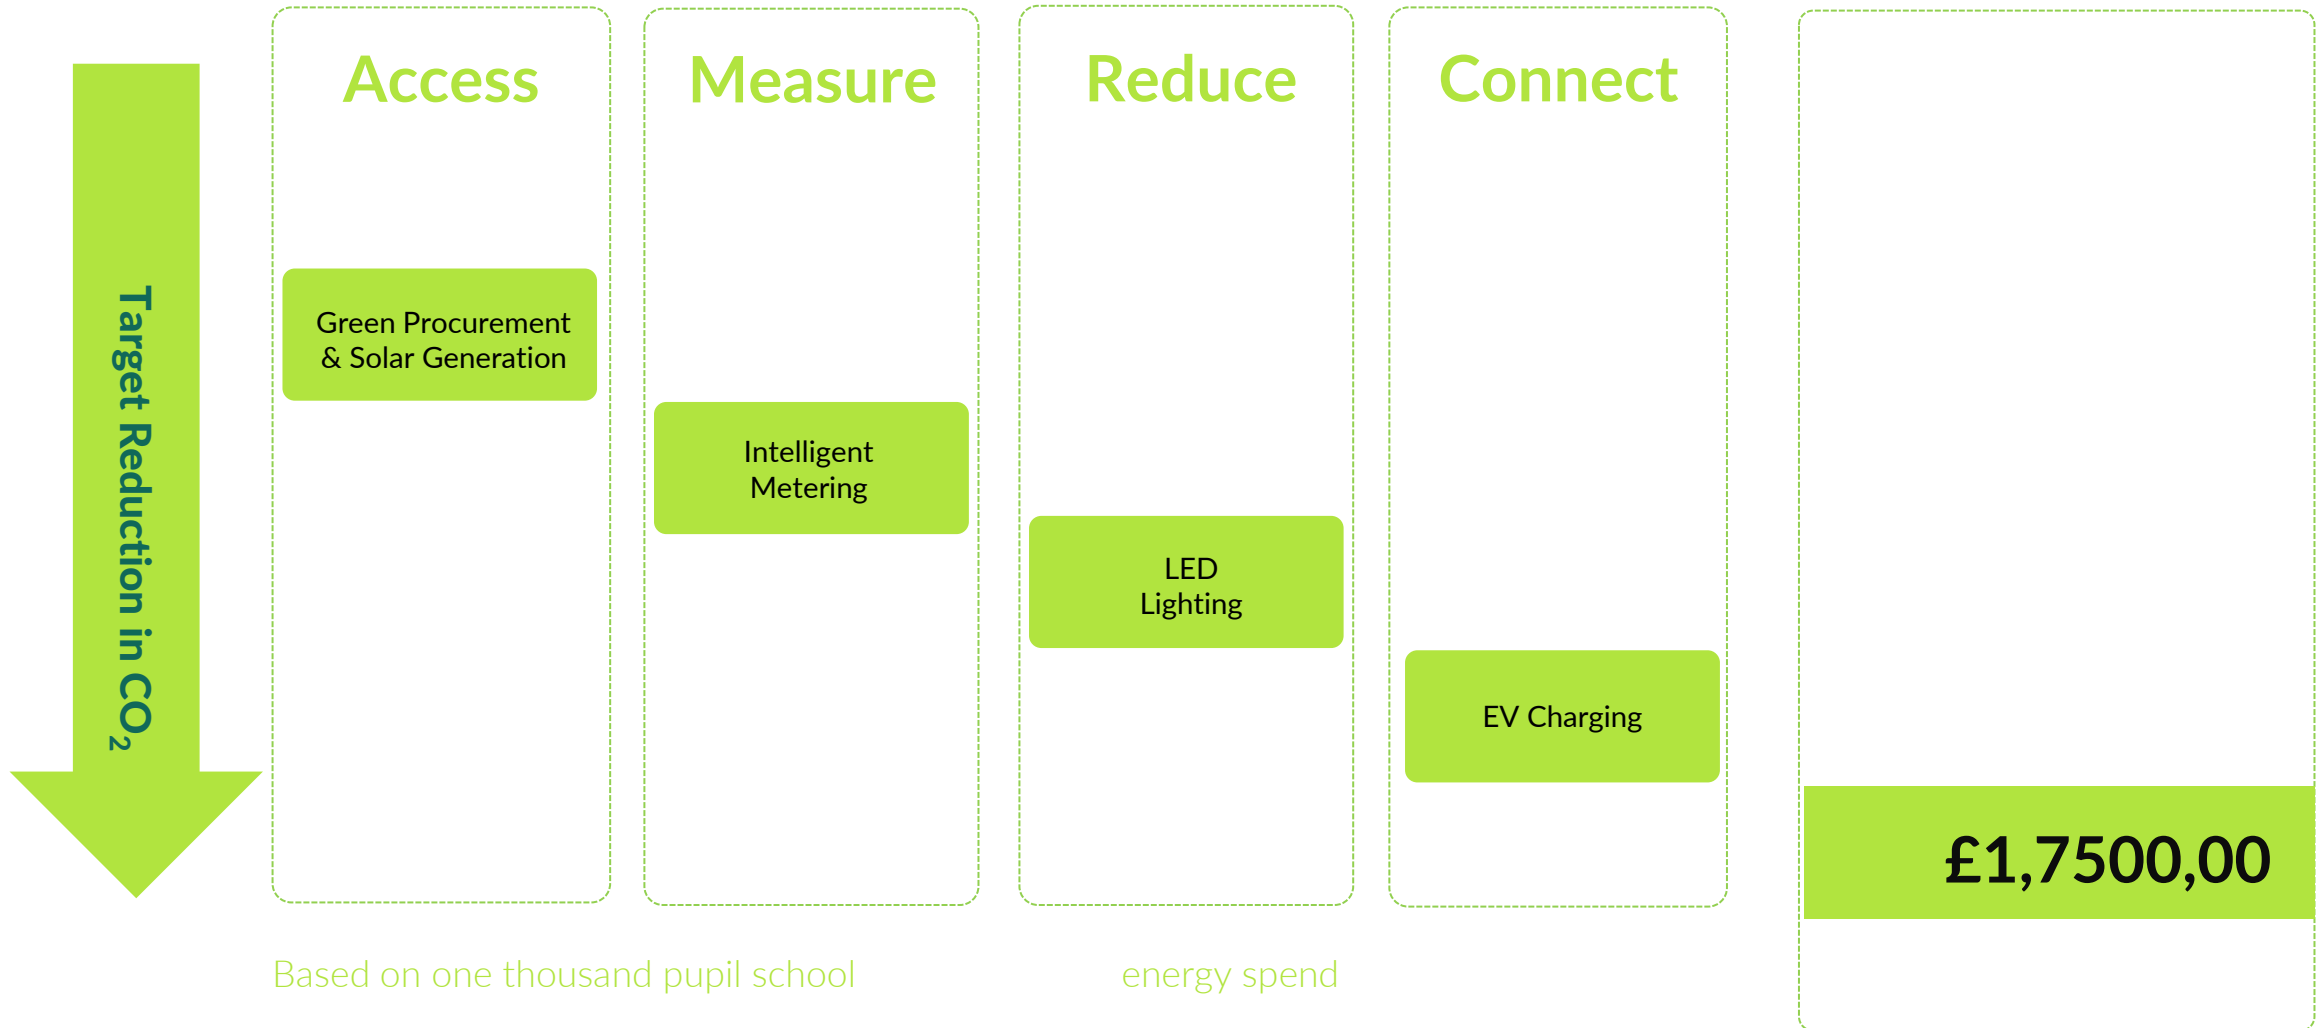 Access
Measure
Reduce
Connect
Target Reduction in CO₂
Green Procurement
& Solar Generation
Intelligent
Metering
LED
Lighting
EV Charging
£1,7500,00
Based on one thousand pupil school
energy spend